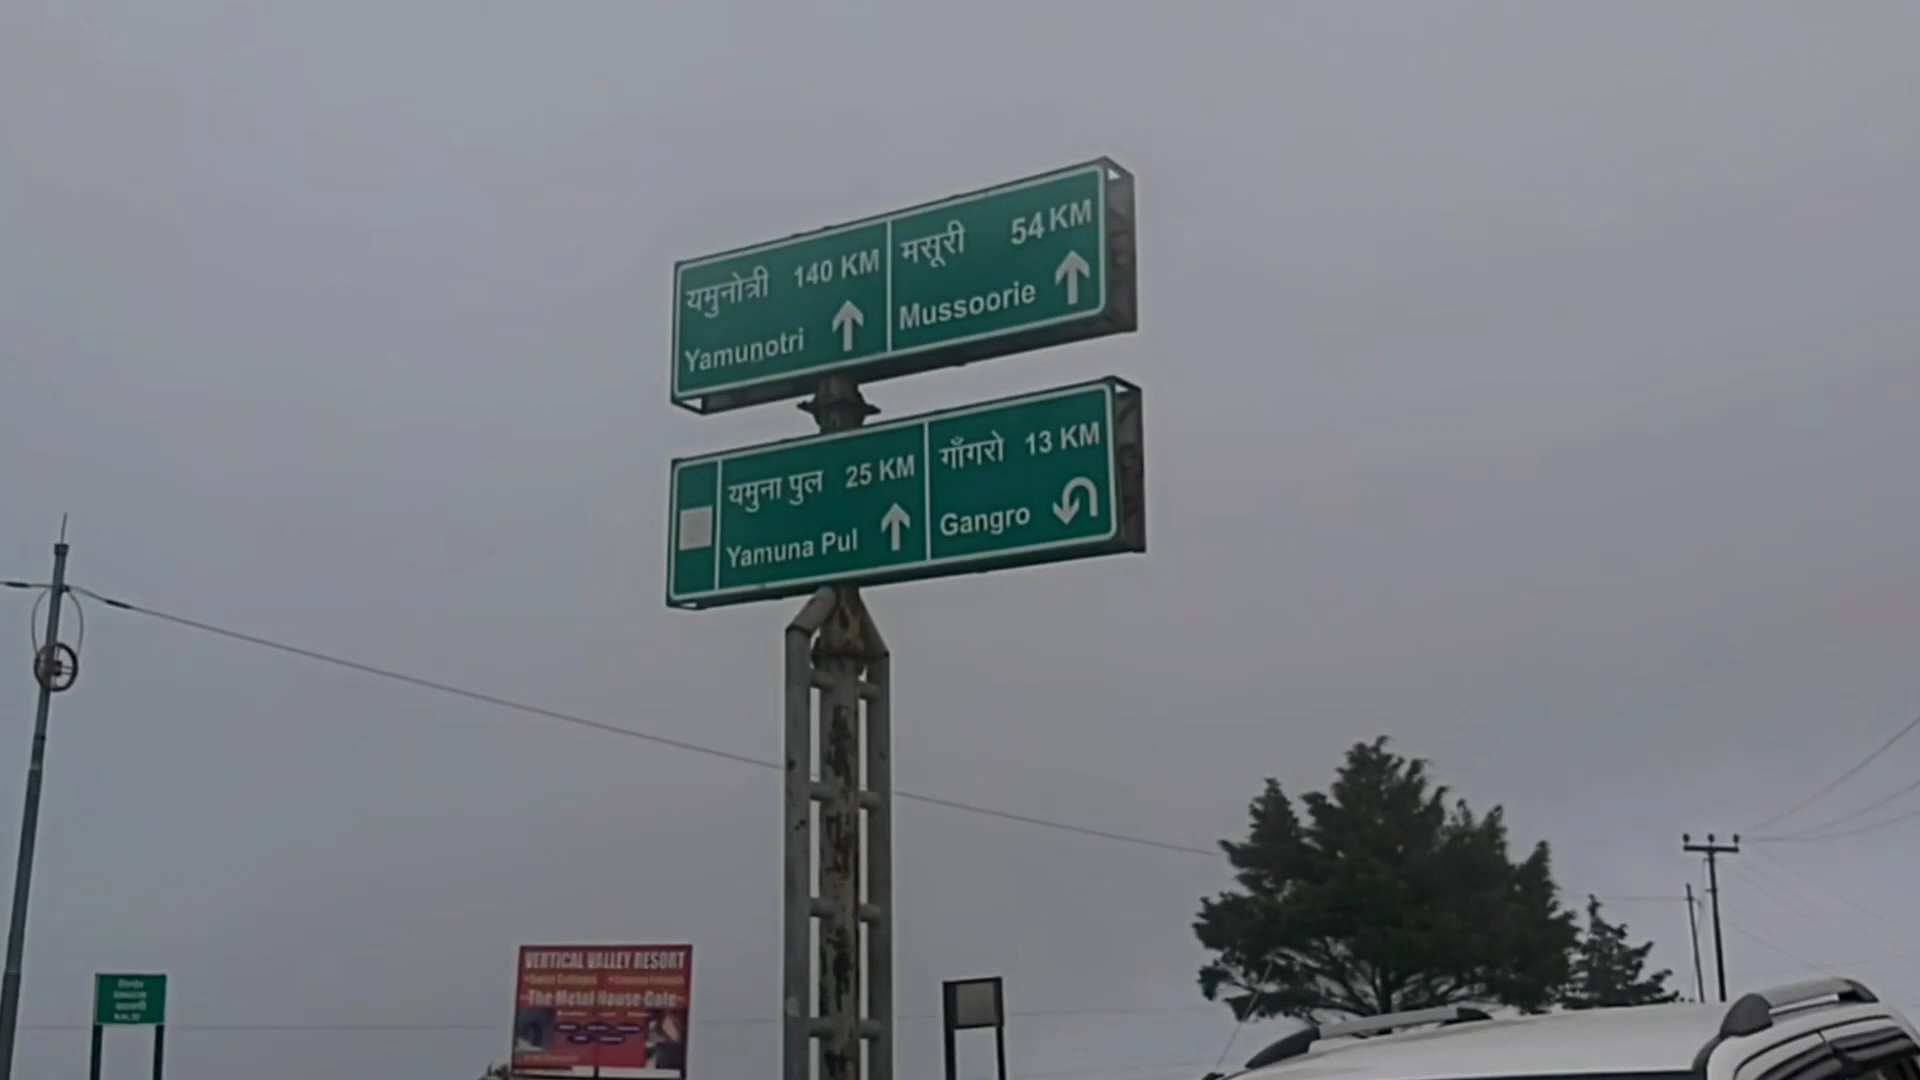 यमुनोत्री 140 KM
Yamunotri
मसूरी 54 KM
Mussoorie
यमुना पुल 25 KM
Yamuna Pul
गाँगरो 13 KM
Gangro
VERTICAL VALLEY RESORT
The Metal House Cafe